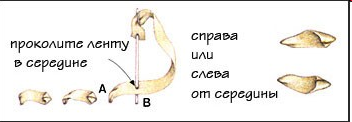 проколите ленту
в середине
A
B
справа
или
слева
от середины